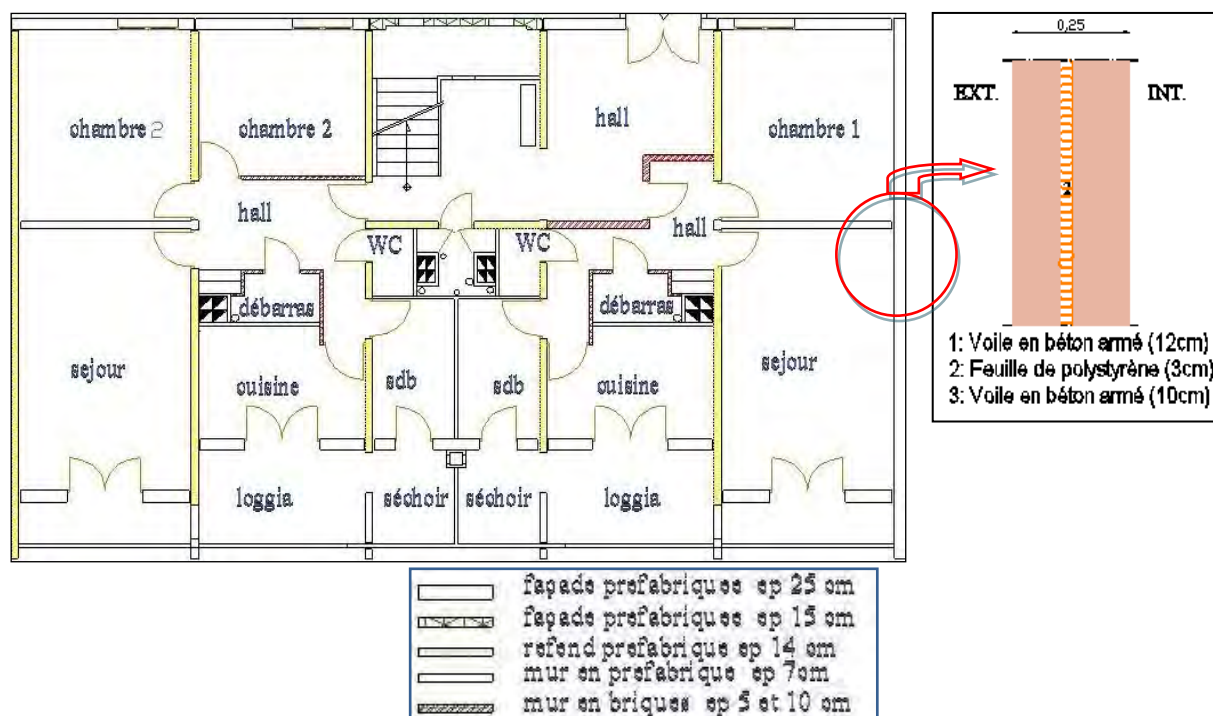 chambre 2
chambre 2
hall
chambre 1
hall
WC
WC
hall
débarras
débarras
sejour
cuisine
sdb
sdb
cuisine
sejour
loggia
séchoir
séchoir
loggia
0,25
EXT.
INT.
1: Voile en béton armé (12cm)
2: Feuille de polystyrène (3cm)
3: Voile en béton armé (10cm)
façade prefabriques ep 25 cm
façade prefabriques ep 15 cm
refend prefabrique ep 14 cm
mur en prefabrique ep 7cm
mur en briques ep 5 et 10 cm